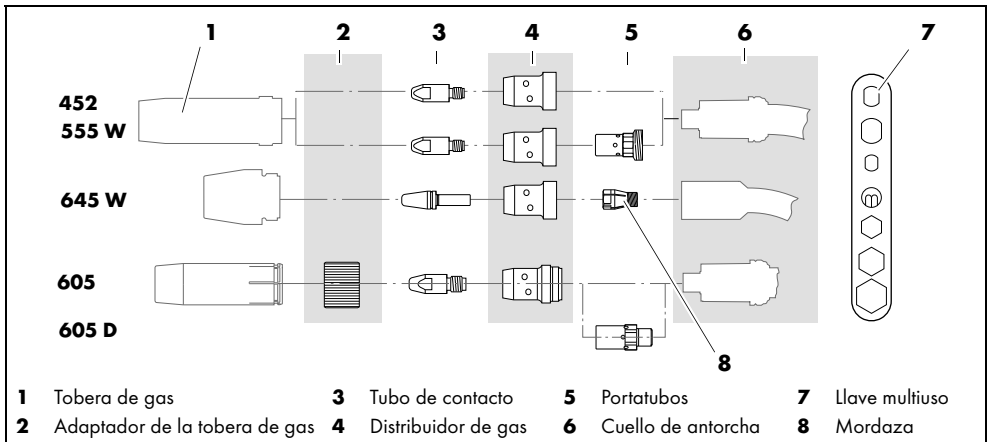 1 2 3 4 5 6 7
452
555 W
645 W
m
605
605 D
8
1 Tobera de gas 3 Tubo de contacto 5 Portatubos 7 Llave multiuso
2 Adaptador de la tobera de gas 4 Distribuidor de gas 6 Cuello de antorcha 8 Mordaza